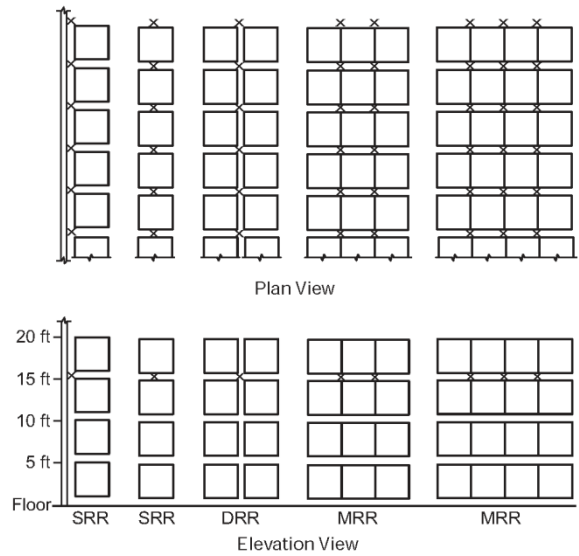 Plan View
20 ft
15 ft
10 ft
5 ft
Floor
SRR SRR DRR MRR MRR
Elevation View